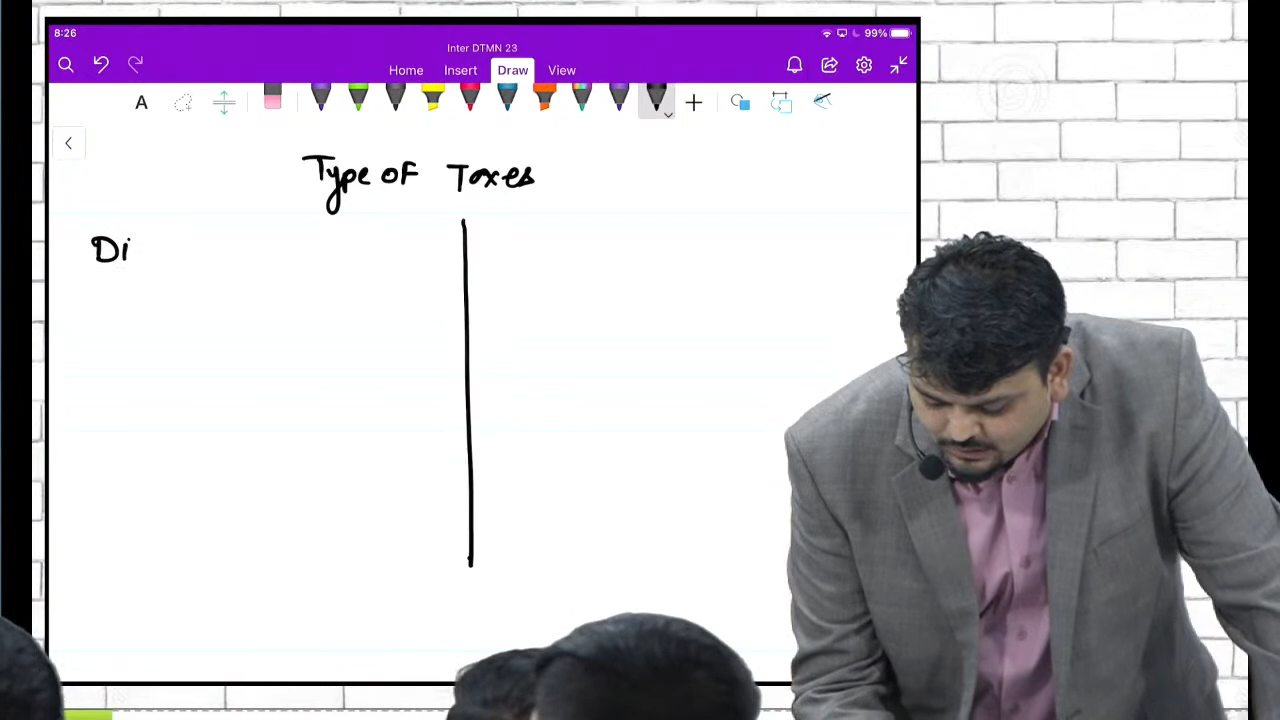 8:26
99%
Inter DTMN 23
Home Insert Draw View
A
Type of Taxes
Di